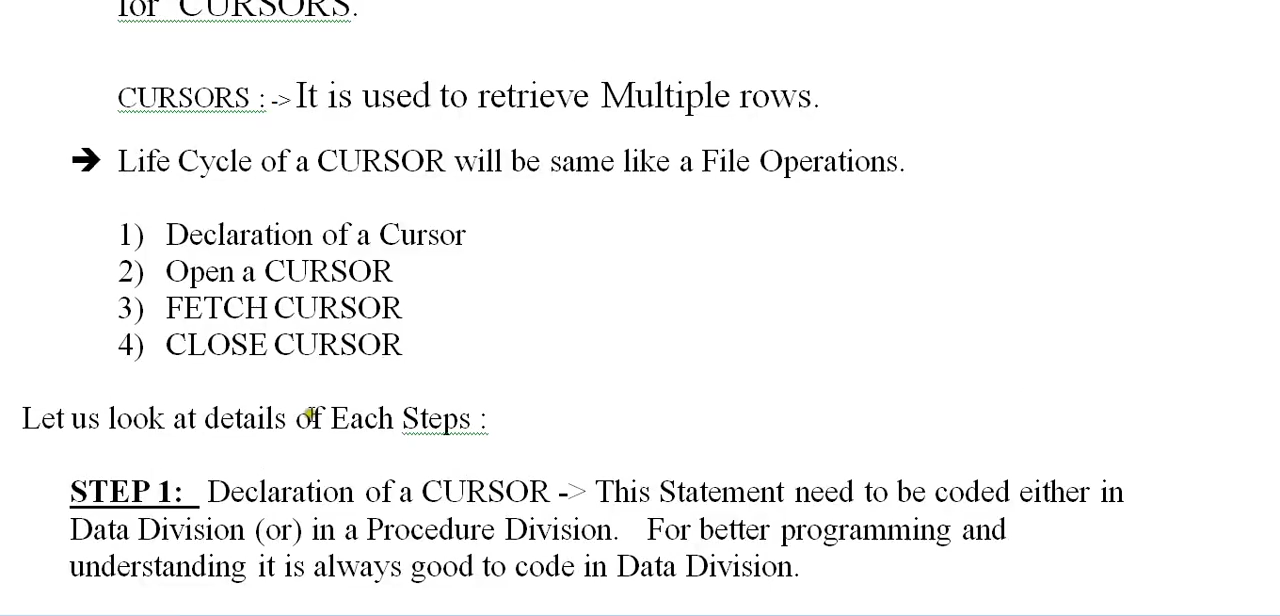 for CURSORS.
CURSORS : -> It is used to retrieve Multiple rows.
➔ Life Cycle of a CURSOR will be same like a File Operations.
1) Declaration of a Cursor
2) Open a CURSOR
3) FETCH CURSOR
4) CLOSE CURSOR
Let us look at details of Each Steps :
STEP 1: Declaration of a CURSOR -> This Statement need to be coded either in
Data Division (or) in a Procedure Division. For better programming and
understanding it is always good to code in Data Division.